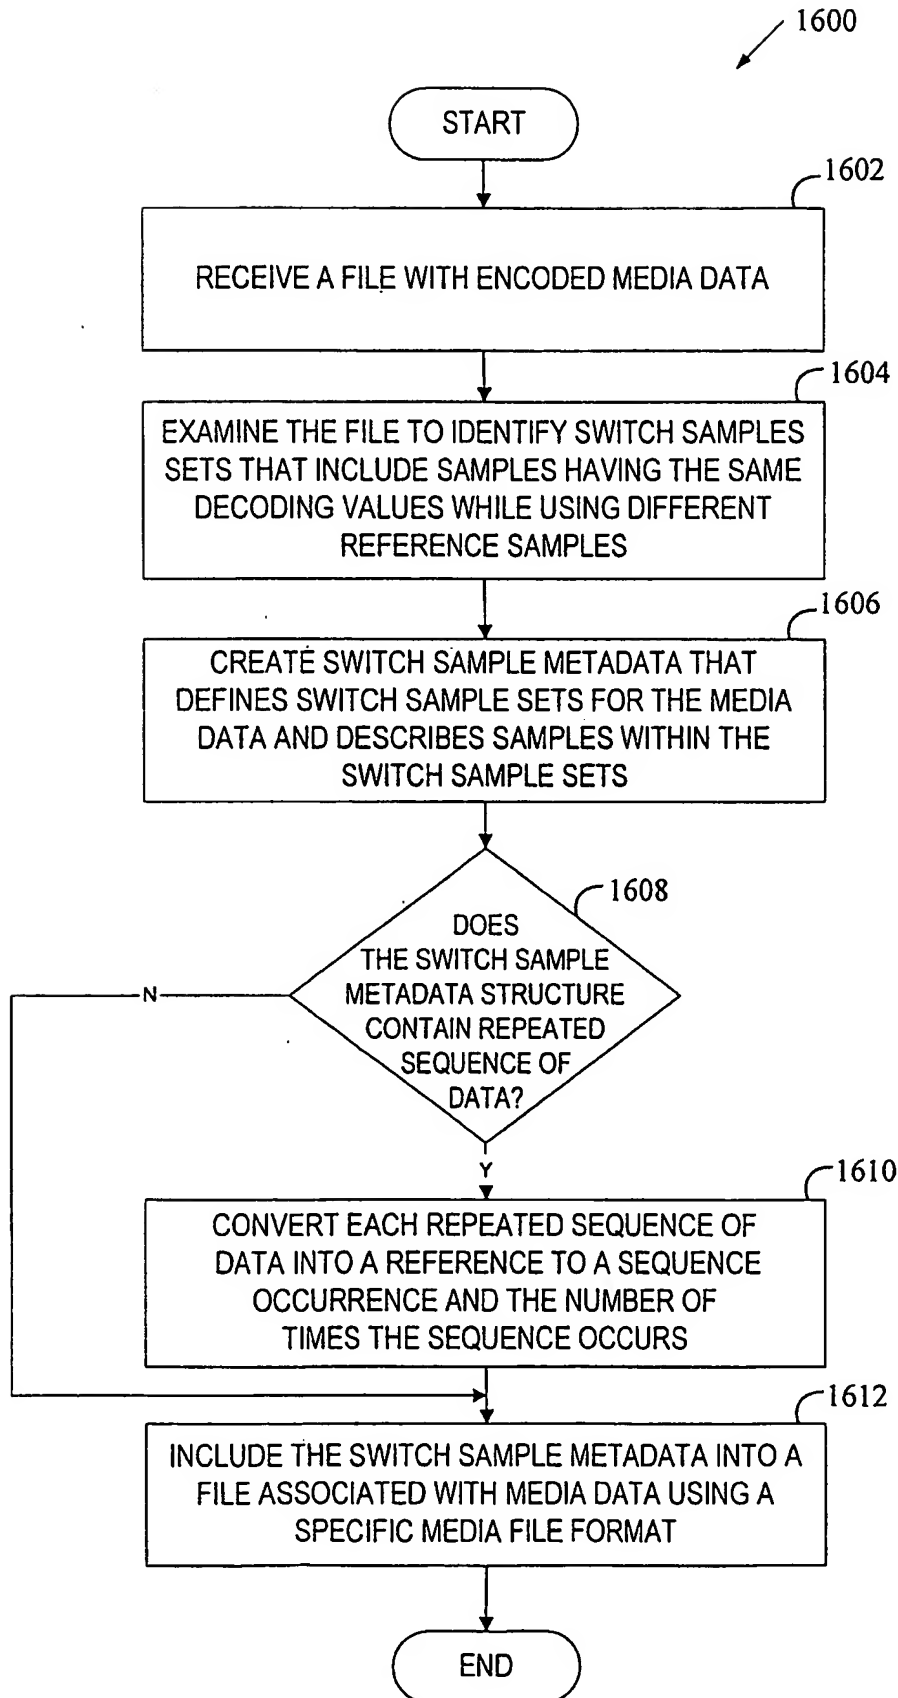 1600
START
1602
RECEIVE A FILE WITH ENCODED MEDIA DATA
1604
EXAMINE THE FILE TO IDENTIFY SWITCH SAMPLES
SETS THAT INCLUDE SAMPLES HAVING THE SAME
DECODING VALUES WHILE USING DIFFERENT
REFERENCE SAMPLES
1606
CREATE SWITCH SAMPLE METADATA THAT
DEFINES SWITCH SAMPLE SETS FOR THE MEDIA
DATA AND DESCRIBES SAMPLES WITHIN THE
SWITCH SAMPLE SETS
1608
DOES
THE SWITCH SAMPLE
METADATA STRUCTURE
CONTAIN REPEATED
SEQUENCE OF
DATA?
N
Y
1610
CONVERT EACH REPEATED SEQUENCE OF
DATA INTO A REFERENCE TO A SEQUENCE
OCCURRENCE AND THE NUMBER OF
TIMES THE SEQUENCE OCCURS
1612
INCLUDE THE SWITCH SAMPLE METADATA INTO A
FILE ASSOCIATED WITH MEDIA DATA USING A
SPECIFIC MEDIA FILE FORMAT
END